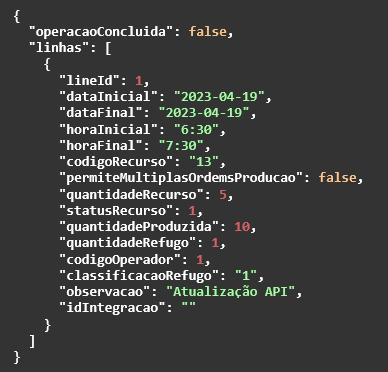 {
  "operacaoConcluida": false,
  "linhas": [
    {
      "lineId": 1,
      "dataInicial": "2023-04-19",
      "dataFinal": "2023-04-19",
      "horaInicial": "6:30",
      "horaFinal": "7:30",
      "codigoRecurso": "13",
      "permiteMultiplasOrdemsProducao": false,
      "quantidadeRecurso": 5,
      "statusRecurso": 1,
      "quantidadeProduzida": 10,
      "quantidadeRefugo": 1,
      "codigoOperador": 1,
      "classificacaoRefugo": "1",
      "observacao": "Atualização API",
      "idIntegracao": ""
    }
  ]
}